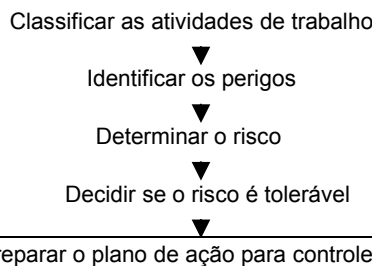 Classificar as atividades de trabalho
Identificar os perigos
Determinar o risco
Decidir se o risco é tolerável
reparar o plano de ação para controle